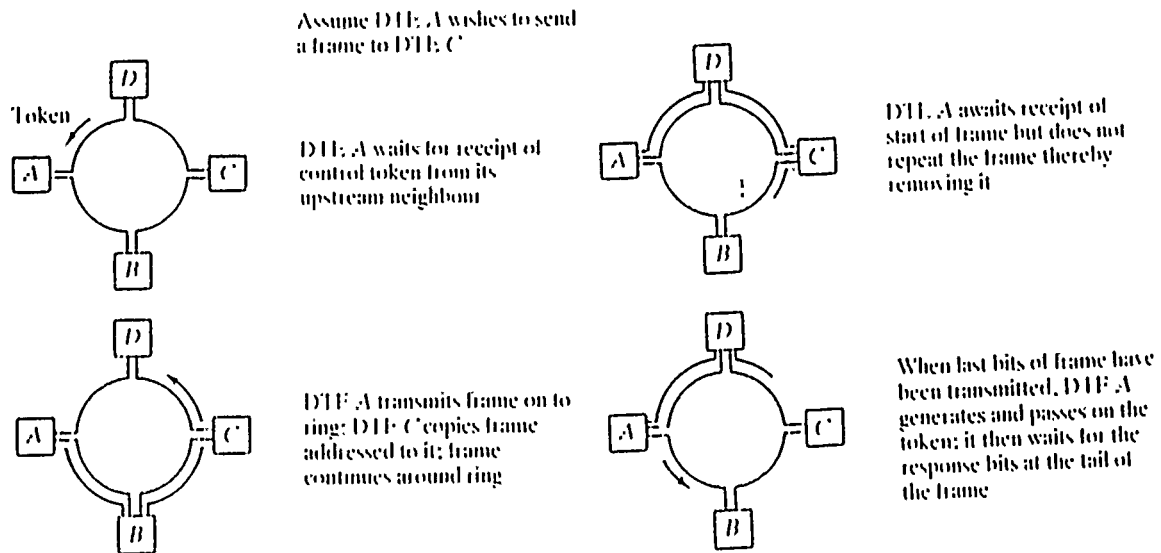 Assume DTE A wishes to send
a frame to DTE C
D
Token
A
C
B
DTE A waits for receipt of
control token from its
upstream neighbour
D
A
C
B
DTE A awaits receipt of
start of frame but does not
repeat the frame thereby
removing it
D
A
C
B
DTE A transmits frame on to
ring; DTE C copies frame
addressed to it; frame
continues around ring
D
A
C
B
When last bits of frame have
been transmitted, DTE A
generates and passes on the
token; it then waits for the
response bits at the tail of
the frame